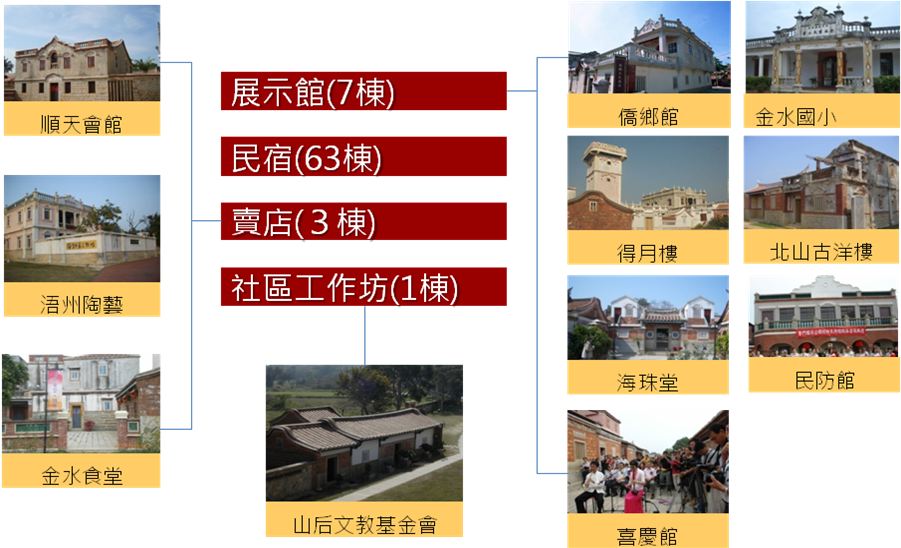 順天會館
浯州陶藝
金水食堂
展示館(7棟)
民宿(63棟)
賣店(３棟)
社區工作坊(1棟)
山后文教基金會
僑鄉館
金水國小
得月樓
北山古洋樓
海珠堂
民防館
喜慶館